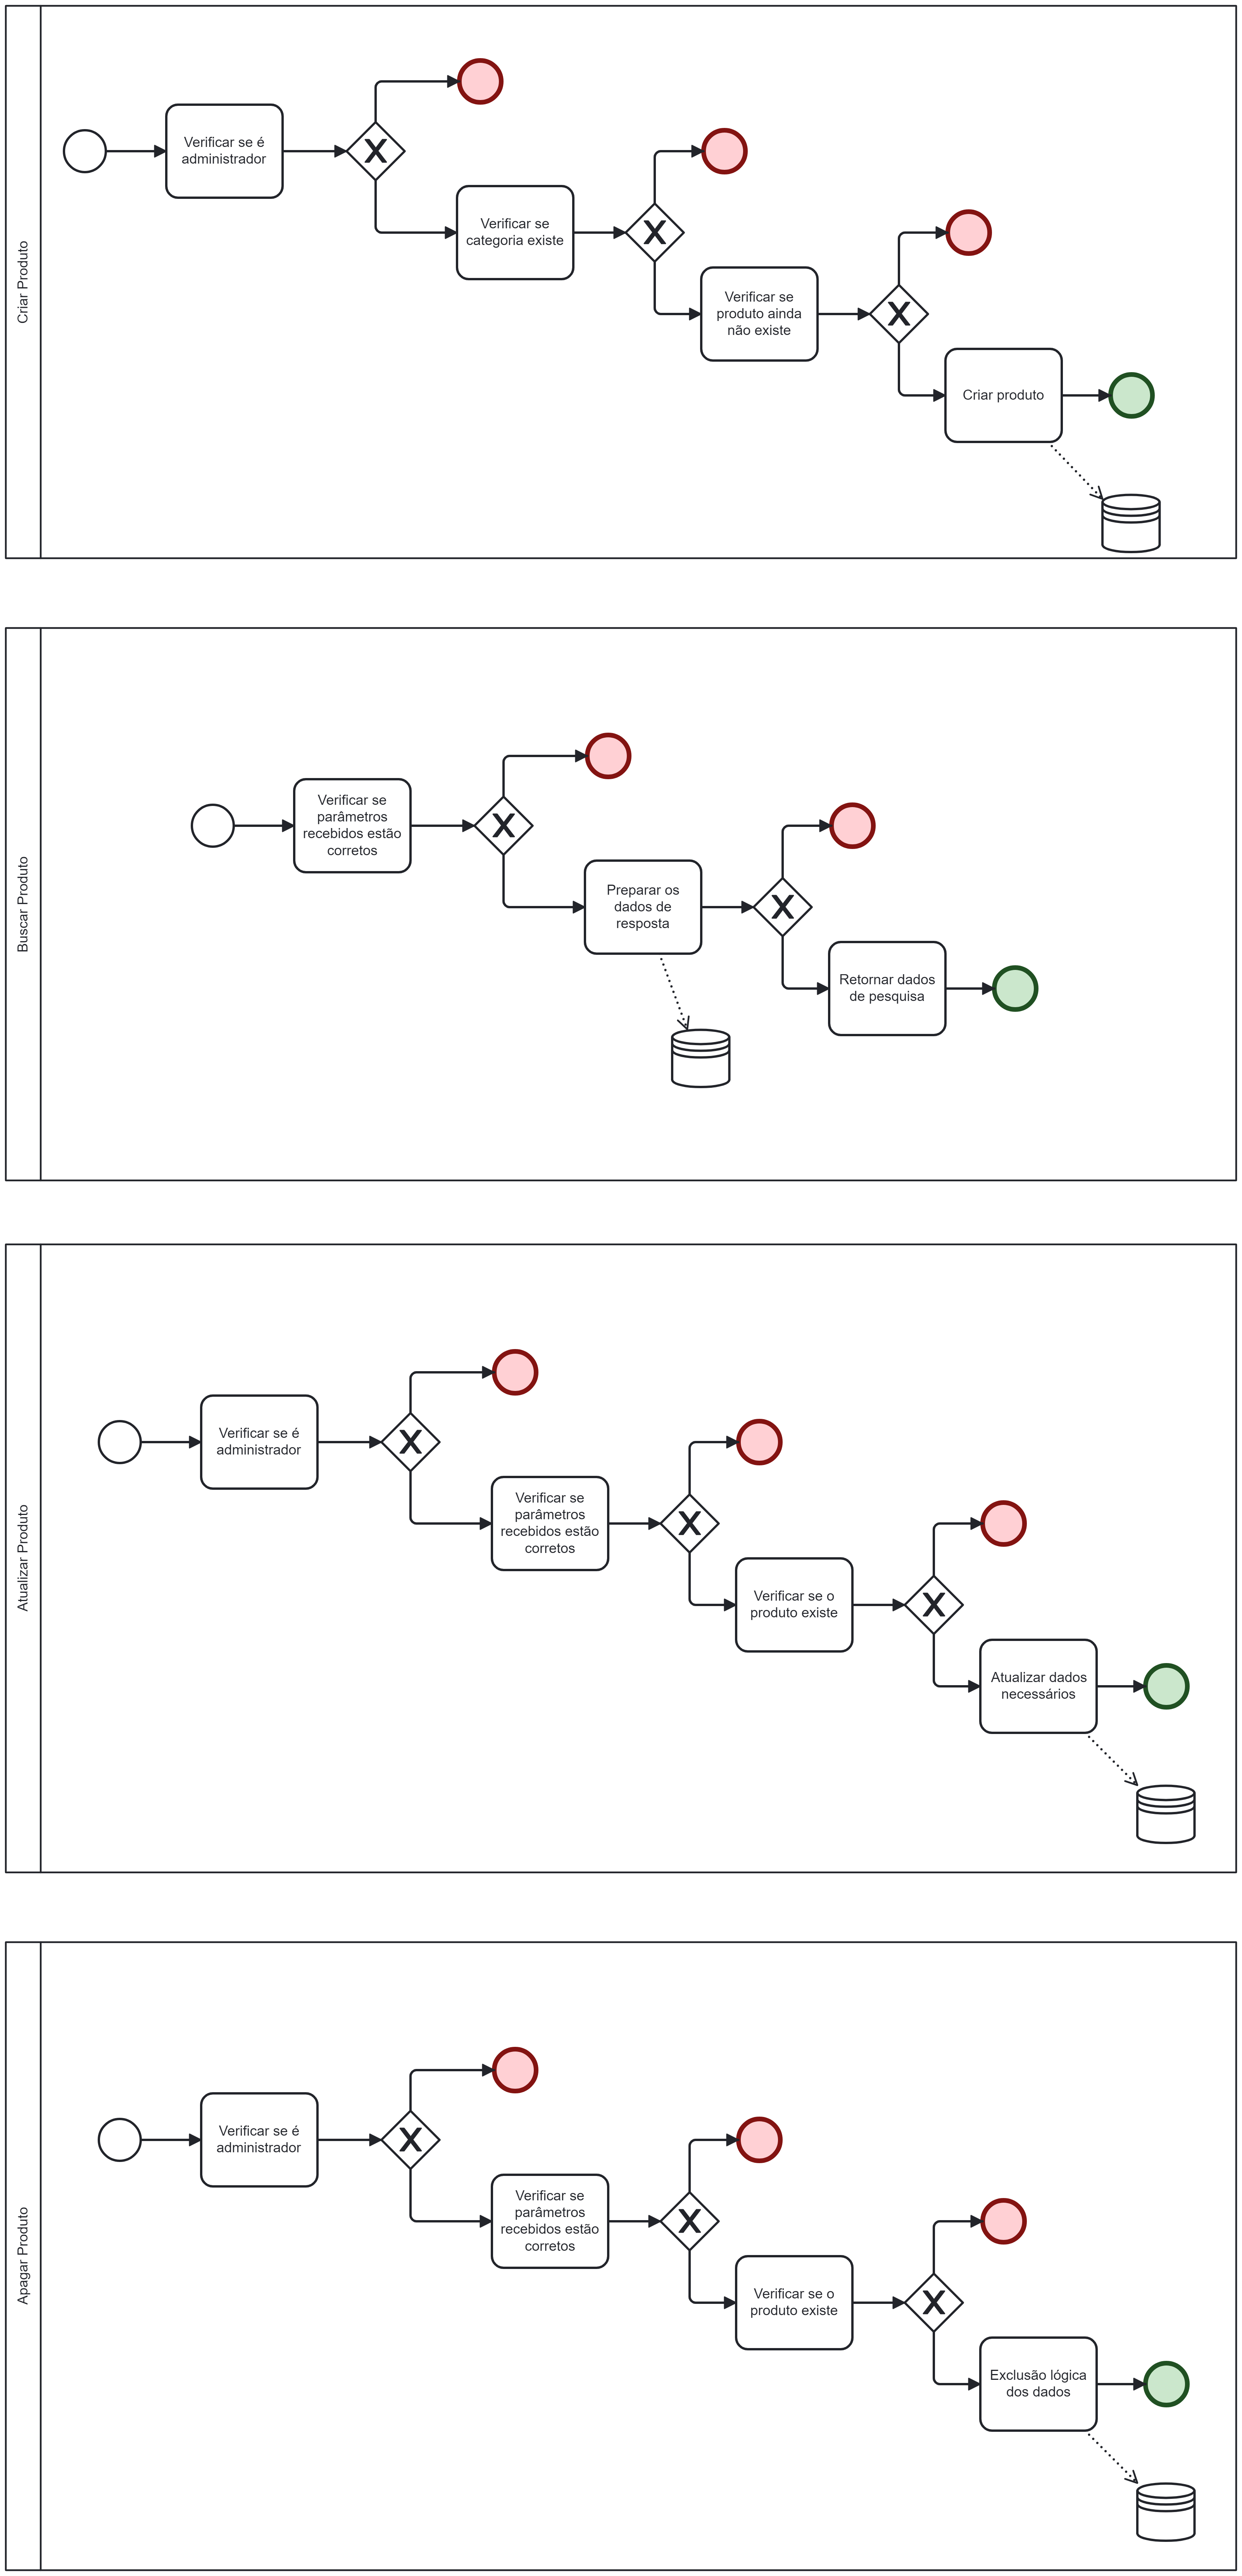 Criar Produto
Verificar se é
administrador
Verificar se
categoria existe
Verificar se
produto ainda
não existe
Criar produto
Buscar Produto
Verificar se
parâmetros
recebidos estão
corretos
Preparar os
dados de
resposta
Retornar dados
de pesquisa
Atualizar Produto
Verificar se é
administrador
Verificar se
parâmetros
recebidos estão
corretos
Verificar se o
produto existe
Atualizar dados
necessários
Apagar Produto
Verificar se é
administrador
Verificar se
parâmetros
recebidos estão
corretos
Verificar se o
produto existe
Exclusão lógica
dos dados